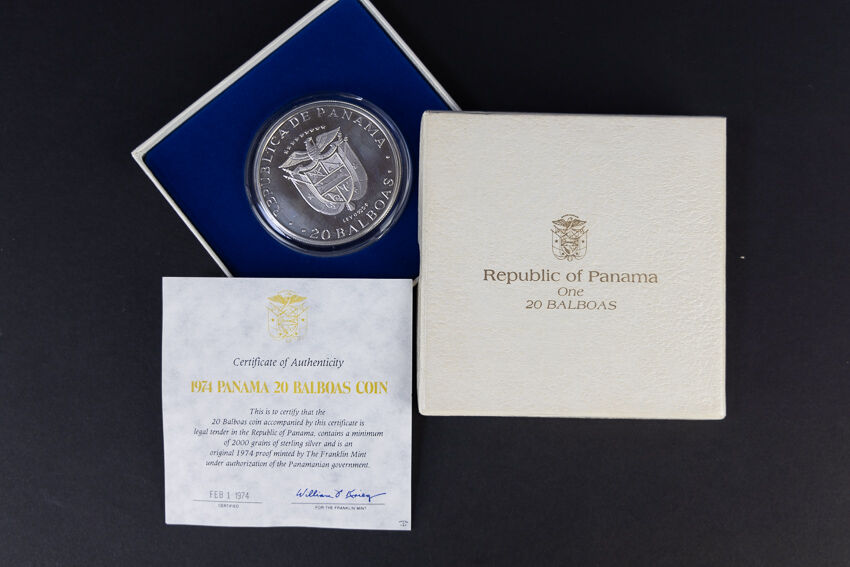 REPUBLICA DE PANAMA
LEY 0.925
20 BALBOAS
Republic of Panama
One
20 BALBOAS
Certificate of Authenticity
1974 PANAMA 20 BALBOAS COIN
This is to certify that the
20 Balboas coin accompanied by this certificate is
legal tender in the Republic of Panama, contains a minimum
of 2000 grains of sterling silver and is an
original 1974 proof minted by The Franklin Mint
under authorization of the Panamanian government.
FEB 1 1974
CERTIFIED
FOR THE FRANKLIN MINT